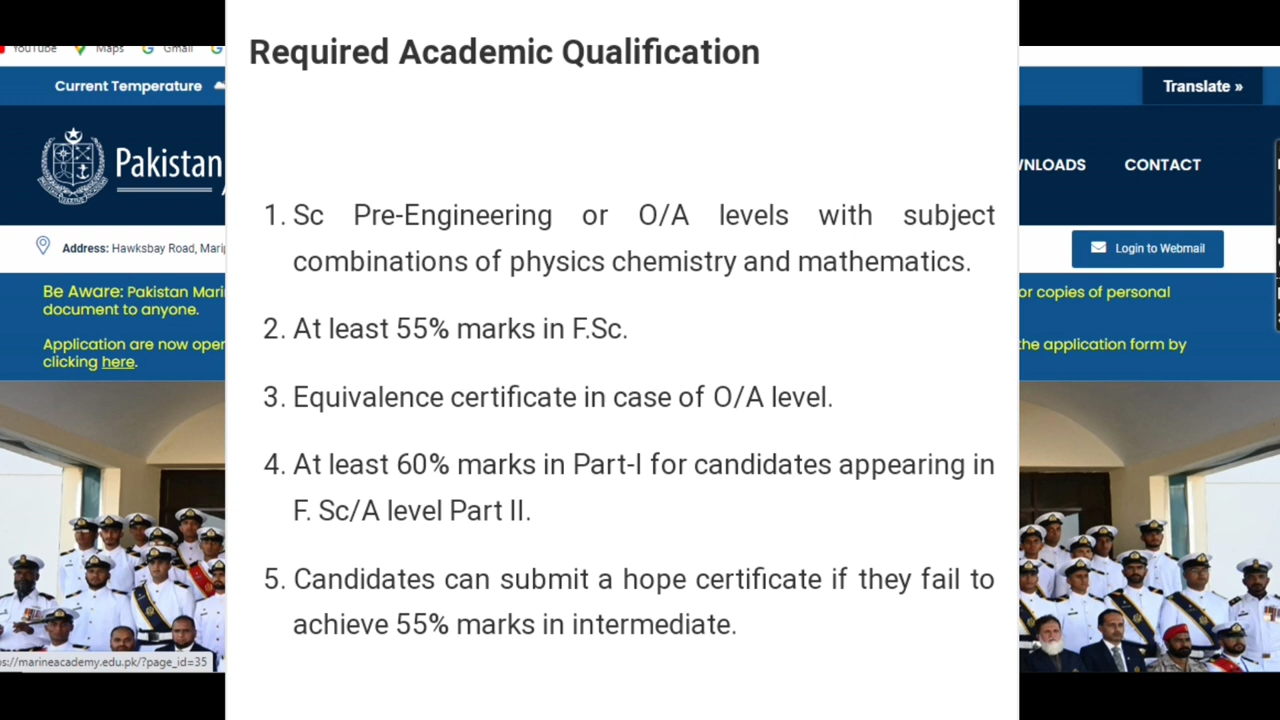 Required Academic Qualification
YouTube Maps Gmail
Current Temperature
Translate »
Pakistan
CONTACT
Address: Hawksbay Road,
Login to Webmail
Be Aware: Pakistan
or copies of personal
document to anyone.
Application are now
the application form by
clicking here.
1. Sc Pre-Engineering or O/A levels with subject
combinations of physics chemistry and mathematics.
2. At least 55% marks in F.Sc.
3. Equivalence certificate in case of O/A level.
4. At least 60% marks in Part-I for candidates appearing in
F. Sc/A level Part II.
5. Candidates can submit a hope certificate if they fail to
achieve 55% marks in intermediate.
s://marineacademy.edu.pk/?page_id=35